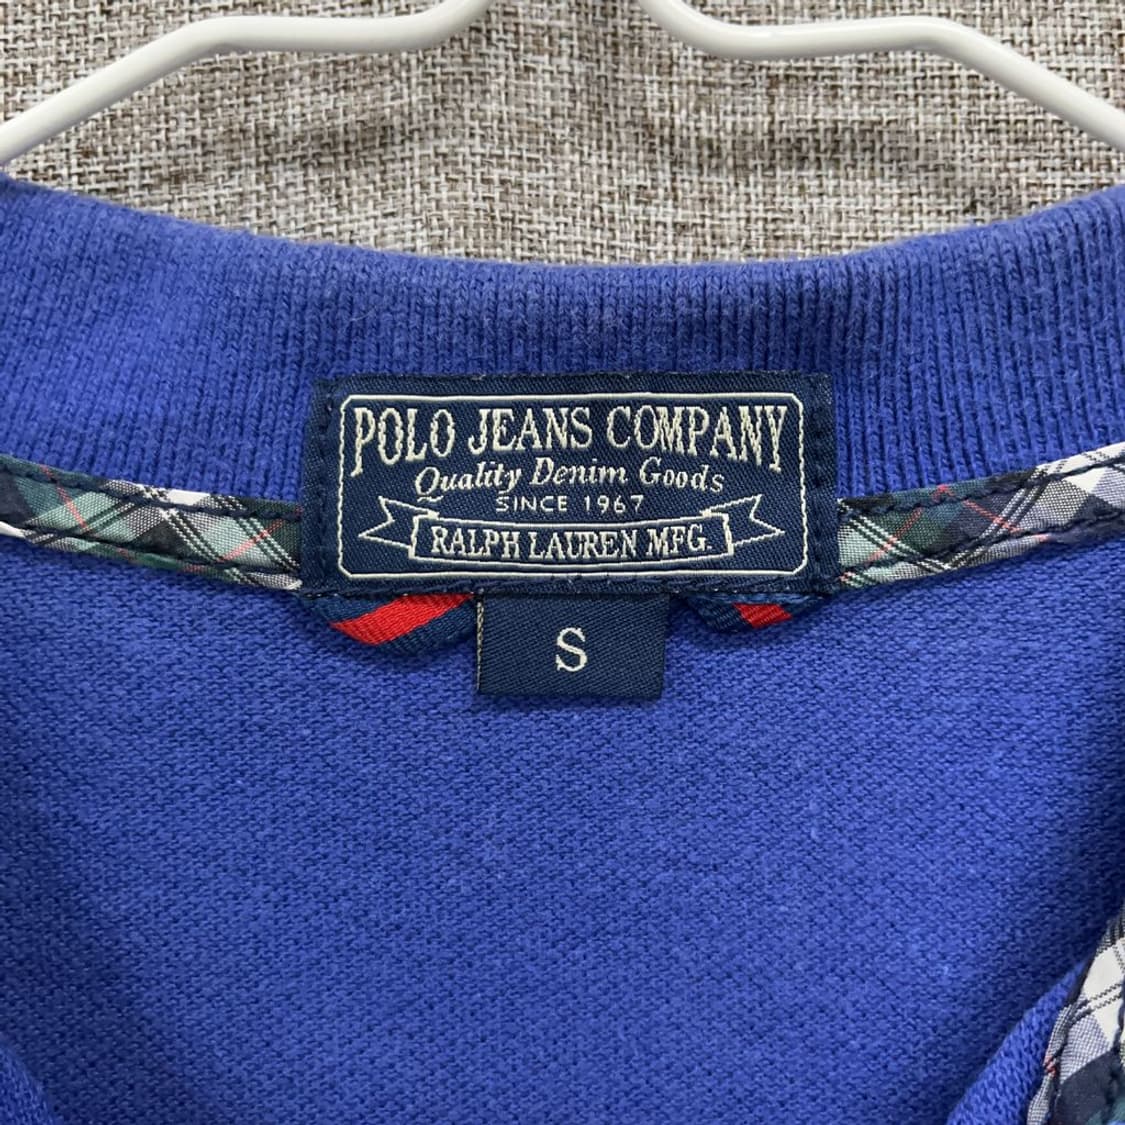 POLO JEANS COMPANY
Quality Denim Goods
SINCE 1967
RALPH LAUREN MFG.
S